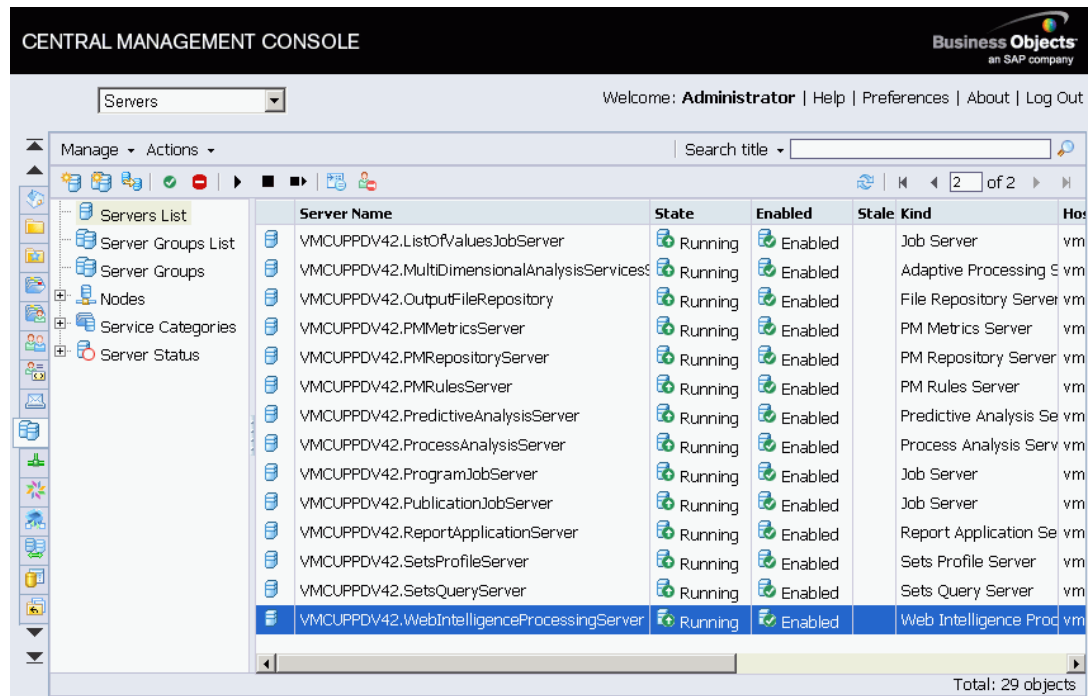 CENTRAL MANAGEMENT CONSOLE
Business Objects
an SAP company
Servers
Welcome: Administrator | Help | Preferences | About | Log Out
Manage Actions
Search title
2 of 2
Servers List
Server Groups List
Server Groups
Nodes
Service Categories
Server Status
Server Name State Enabled Stale Kind Hos
VMCUPPDV42.ListOfValuesJobServer Running Enabled Job Server vm
VMCUPPDV42.MultiDimensionalAnalysisServicesS Running Enabled Adaptive Processing S vm
VMCUPPDV42.OutputFileRepository Running Enabled File Repository Server vm
VMCUPPDV42.PMMetricsServer Running Enabled PM Metrics Server vm
VMCUPPDV42.PMRepositoryServer Running Enabled PM Repository Server vm
VMCUPPDV42.PMRulesServer Running Enabled PM Rules Server vm
VMCUPPDV42.PredictiveAnalysisServer Running Enabled Predictive Analysis Se vm
VMCUPPDV42.ProcessAnalysisServer Running Enabled Process Analysis Serv vm
VMCUPPDV42.ProgramJobServer Running Enabled Job Server vm
VMCUPPDV42.PublicationJobServer Running Enabled Job Server vm
VMCUPPDV42.ReportApplicationServer Running Enabled Report Application Se vm
VMCUPPDV42.SetsProfileServer Running Enabled Sets Profile Server vm
VMCUPPDV42.SetsQueryServer Running Enabled Sets Query Server vm
VMCUPPDV42.WebIntelligenceProcessingServer Running Enabled Web Intelligence Proc vm
Total: 29 objects